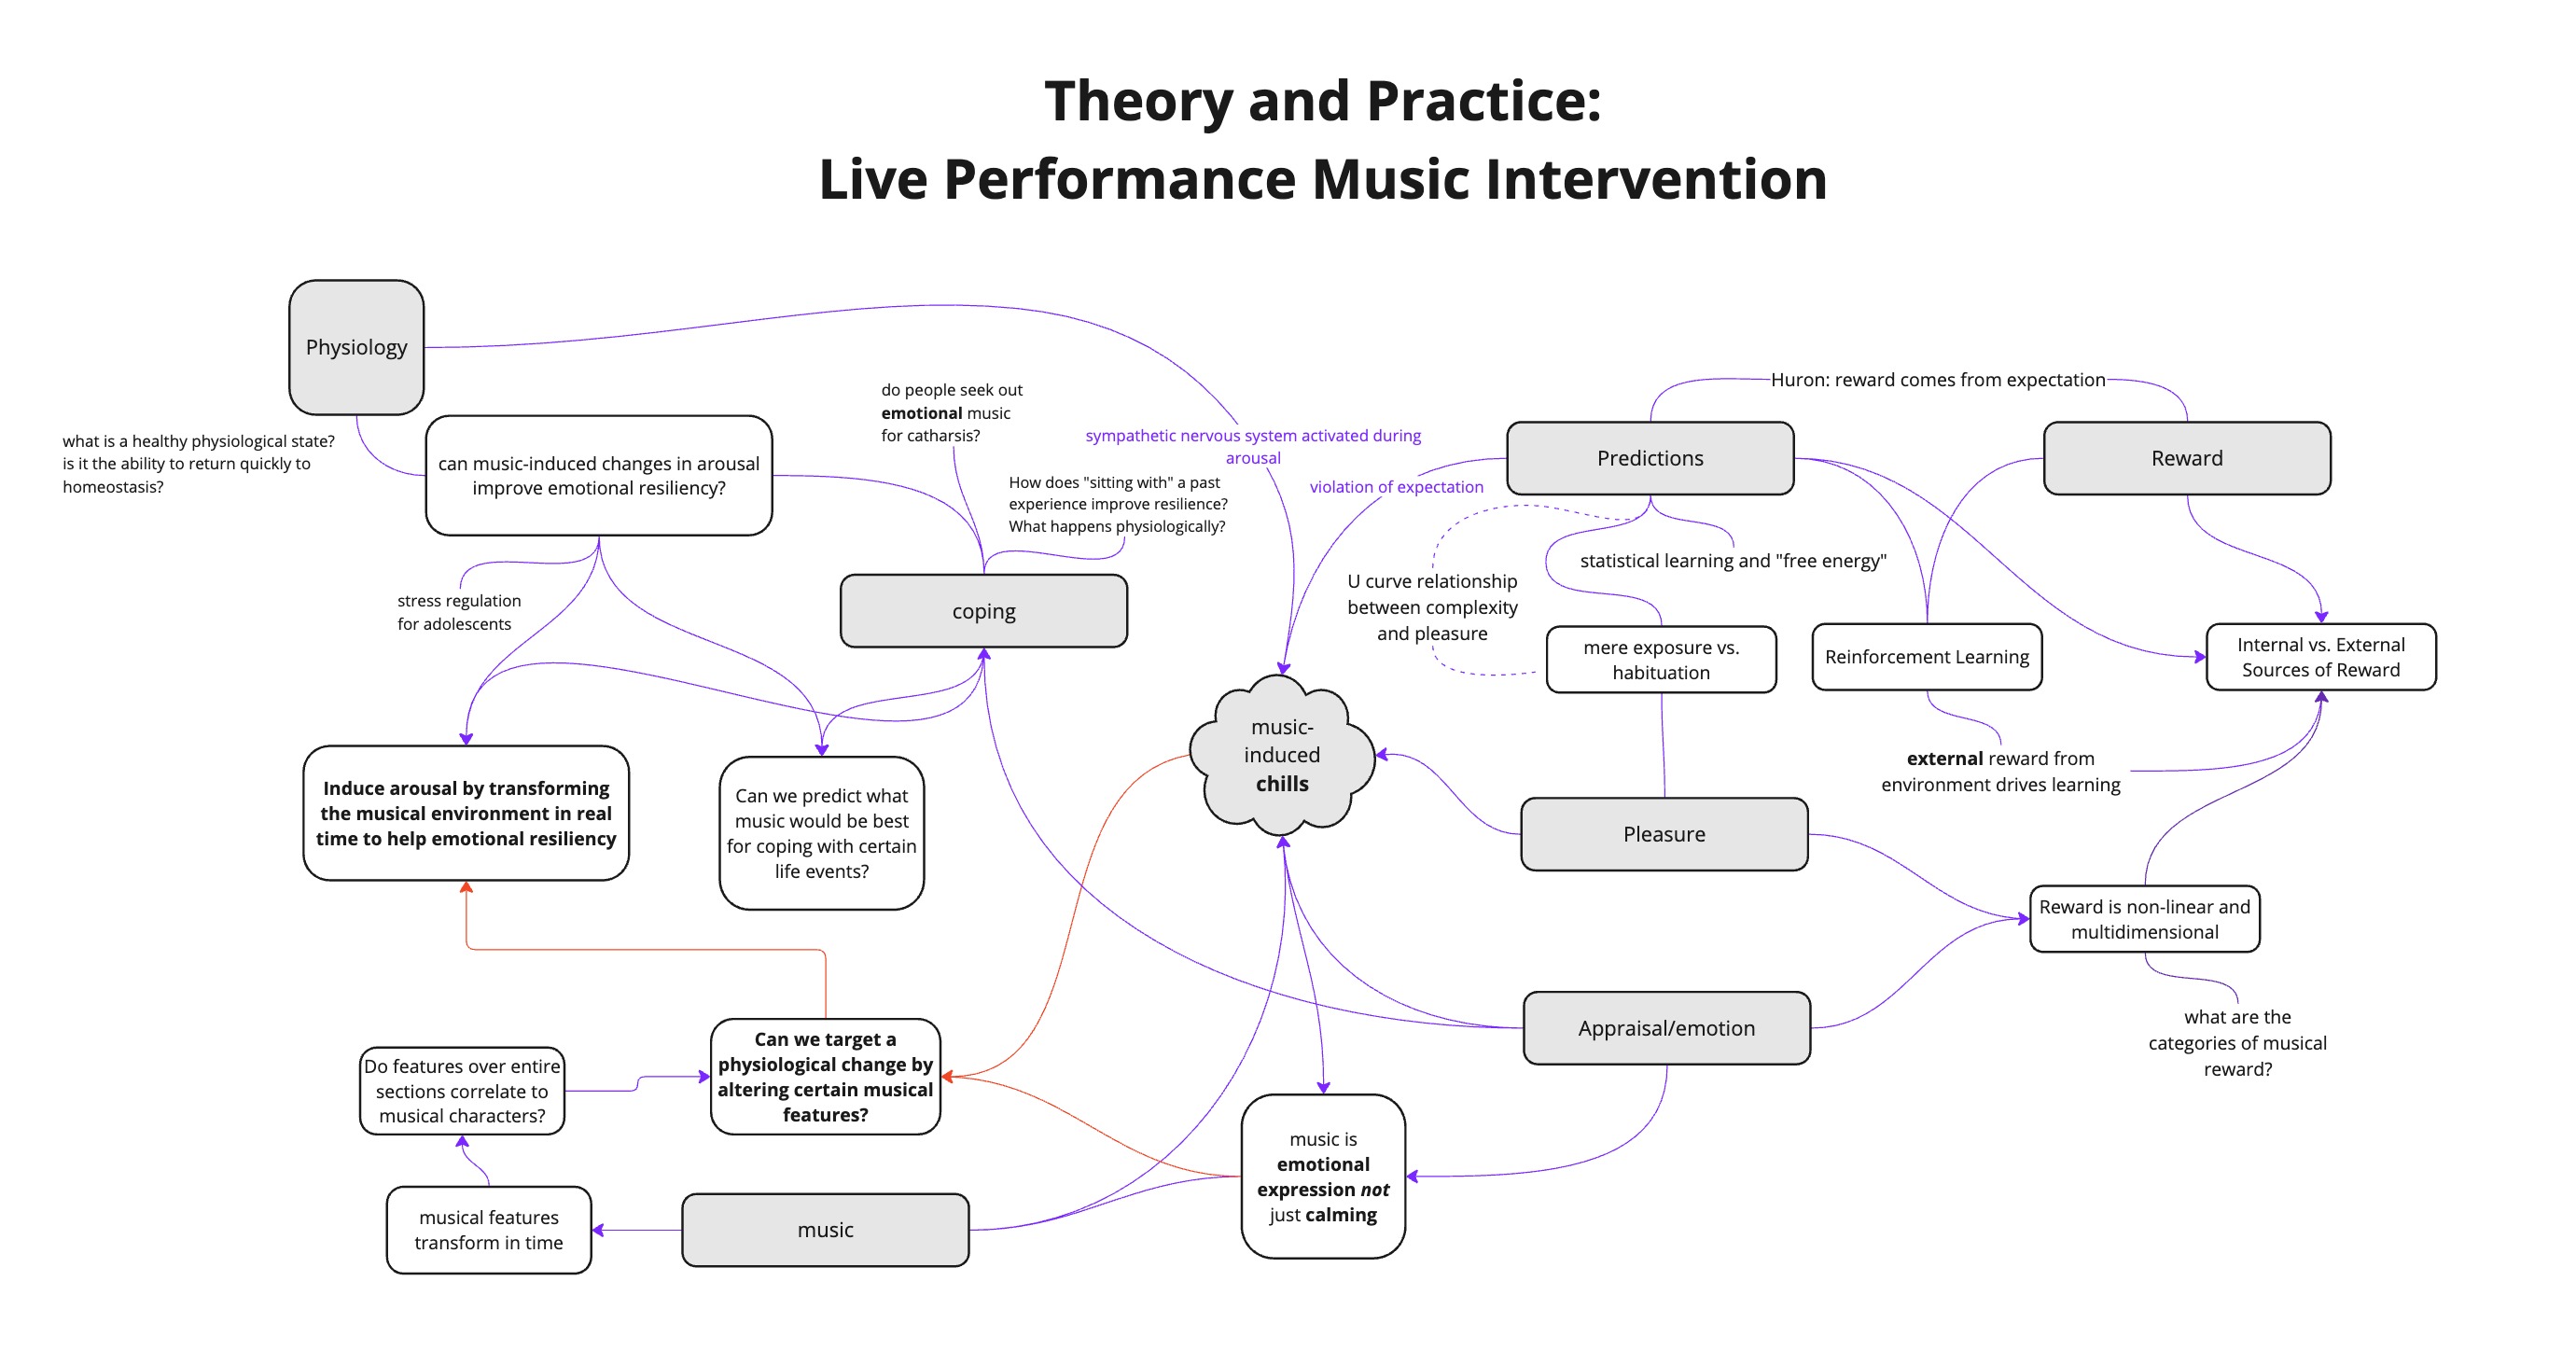 Theory and Practice:
Live Performance Music Intervention
Physiology
what is a healthy physiological state?
is it the ability to return quickly to
homeostasis?
can music-induced changes in arousal
improve emotional resiliency?
do people seek out
emotional music
for catharsis?
How does "sitting with" a past
experience improve resilience?
What happens physiologically?
sympathetic nervous system activated during
arousal
violation of expectation
Huron: reward comes from expectation
Predictions
Reward
statistical learning and "free energy"
U curve relationship
between complexity
and pleasure
stress regulation
for adolescents
coping
mere exposure vs.
habituation
Reinforcement Learning
Internal vs. External
Sources of Reward
music-
induced
chills
external reward from
environment drives learning
Induce arousal by transforming
the musical environment in real
time to help emotional resiliency
Can we predict what
music would be best
for coping with certain
life events?
Pleasure
Reward is non-linear and
multidimensional
Appraisal/emotion
what are the
categories of musical
reward?
Do features over entire
sections correlate to
musical characters?
Can we target a
physiological change by
altering certain musical
features?
music is
emotional
expression not
just calming
musical features
transform in time
music